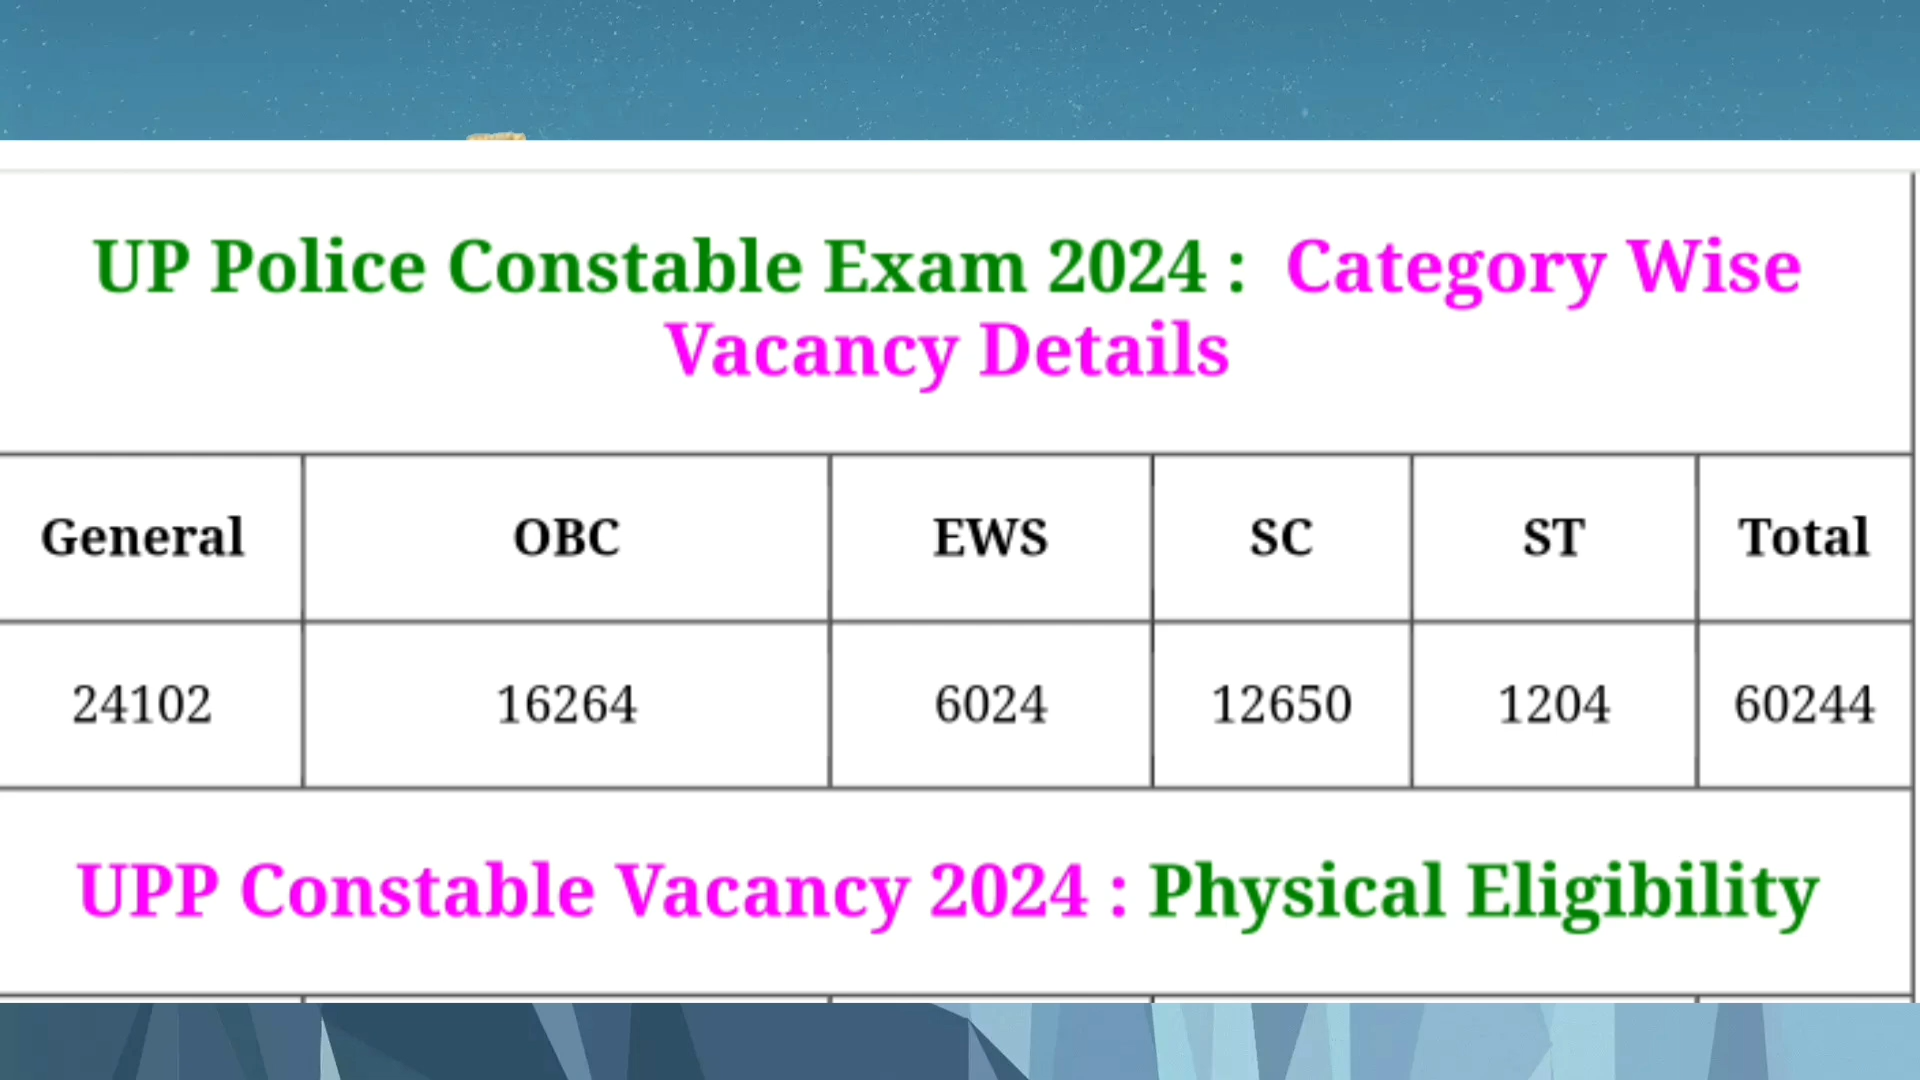 UP Police Constable Exam 2024 : Category Wise
Vacancy Details
General OBC EWS SC ST Total
24102 16264 6024 12650 1204 60244
UPP Constable Vacancy 2024 : Physical Eligibility